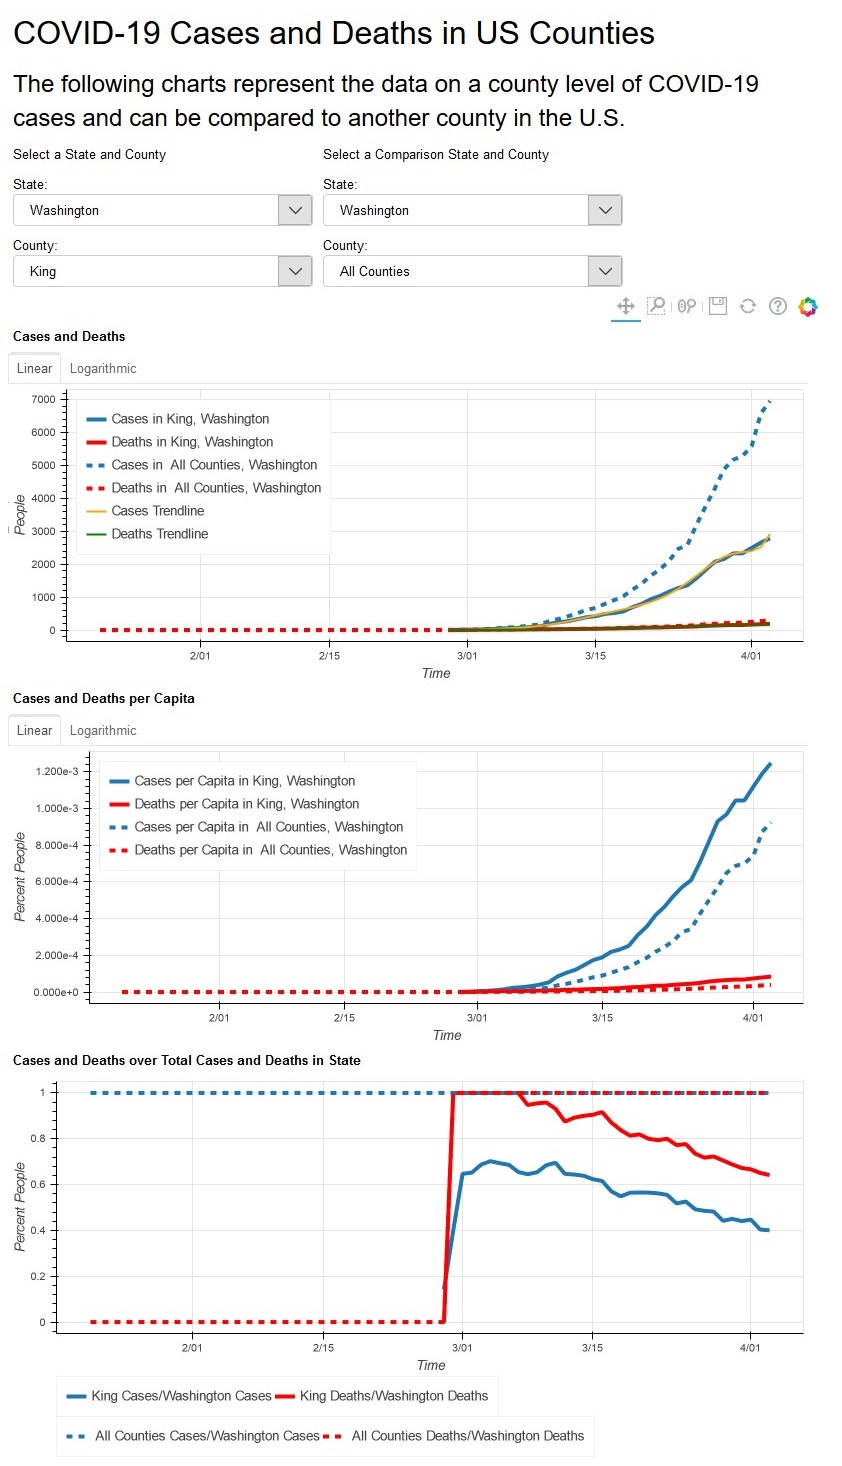 COVID-19 Cases and Deaths in US Counties
The following charts represent the data on a county level of COVID-19
cases and can be compared to another county in the U.S.
Select a State and County
Select a Comparison State and County
State:
State:
Washington
Washington
County:
County:
King
All Counties
Cases and Deaths
Linear Logarithmic
7000
6000
5000
4000
3000
2000
1000
0
People
Cases in King, Washington
Deaths in King, Washington
Cases in All Counties, Washington
Deaths in All Counties, Washington
Cases Trendline
Deaths Trendline
2/01 2/15 3/01 3/15 4/01
Time
Cases and Deaths per Capita
Linear Logarithmic
1.200e-3
1.000e-3
8.000e-4
6.000e-4
4.000e-4
2.000e-4
0.000e+0
Percent People
Cases per Capita in King, Washington
Deaths per Capita in King, Washington
Cases per Capita in All Counties, Washington
Deaths per Capita in All Counties, Washington
2/01 2/15 3/01 3/15 4/01
Time
Cases and Deaths over Total Cases and Deaths in State
1
0.8
0.6
0.4
0.2
0
Percent People
2/01 2/15 3/01 3/15 4/01
Time
King Cases/Washington Cases King Deaths/Washington Deaths
All Counties Cases/Washington Cases All Counties Deaths/Washington Deaths